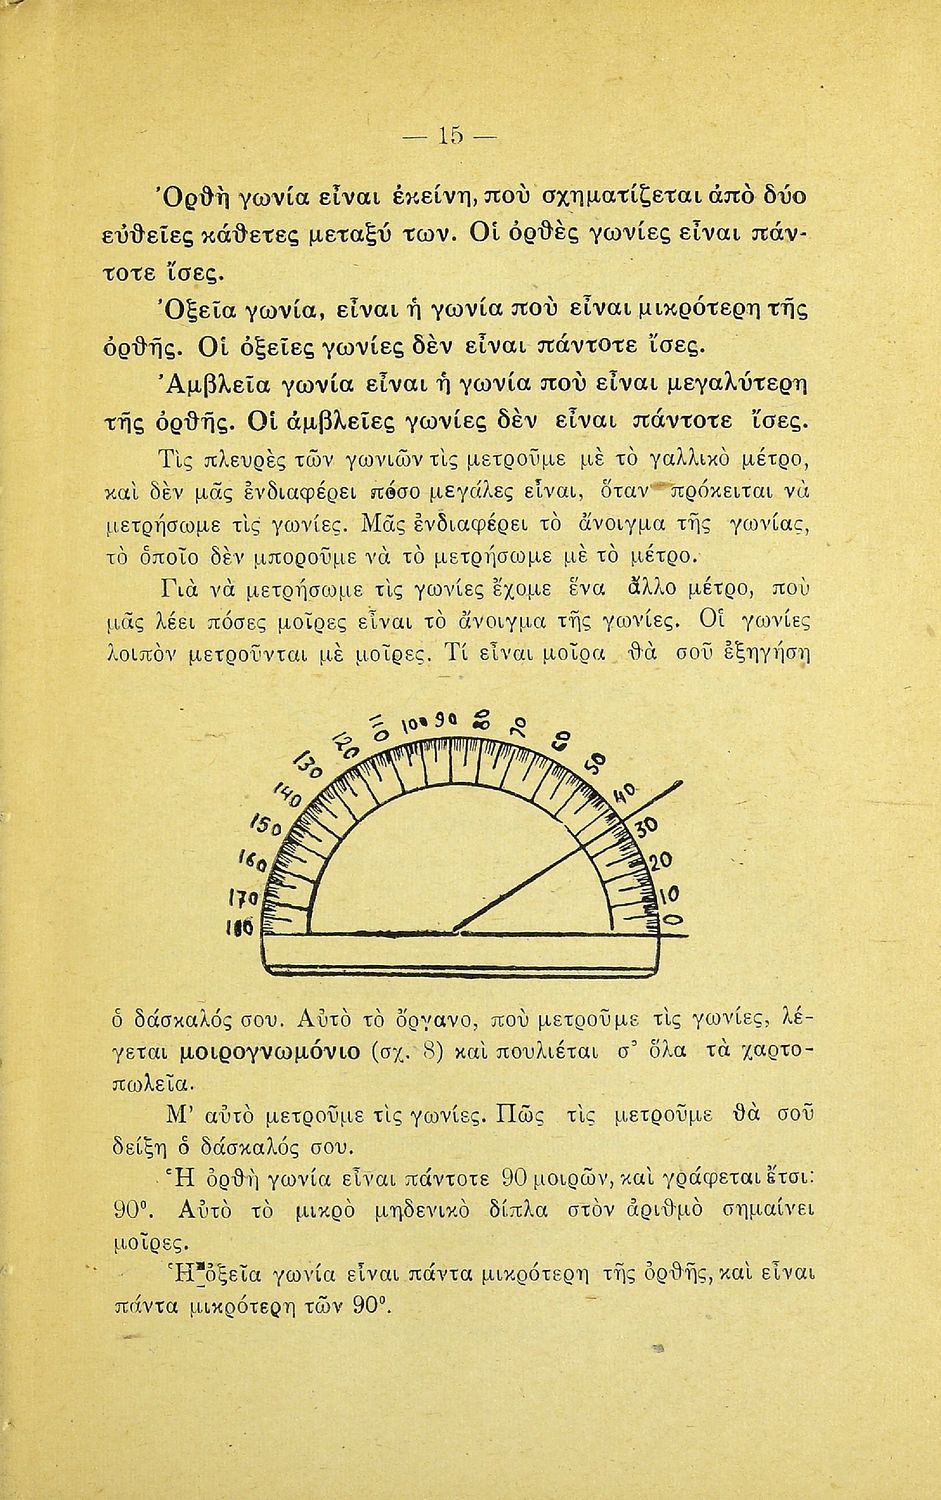 — 15 —
Ὀρθὴ γωνία εἶναι ἐκείνη, ποὺ σχηματίζεται ἀπὸ δύο
εὐθεῖες κάθετες μεταξύ των. Οἱ ὀρθὲς γωνίες εἶναι πάν-
τοτε ἴσες.
Ὀξεῖα γωνία, εἶναι ἡ γωνία ποὺ εἶναι μικρότερη τῆς
ὀρθῆς. Οἱ ὀξεῖες γωνίες δὲν εἶναι πάντοτε ἴσες.
Ἀμβλεῖα γωνία εἶναι ἡ γωνία ποὺ εἶναι μεγαλύτερη
τῆς ὀρθῆς. Οἱ ἀμβλεῖες γωνίες δὲν εἶναι πάντοτε ἴσες.
Τὶς πλευρὲς τῶν γωνιῶν τὶς μετροῦμε μὲ τὸ γαλλικὸ μέτρο,
καὶ δὲν μᾶς ἐνδιαφέρει πόσο μεγάλες εἶναι, ὅταν πρόκειται νὰ
μετρήσωμε τὶς γωνίες. Μᾶς ἐνδιαφέρει τὸ ἄνοιγμα τῆς γωνίας,
τὸ ὁποῖο δὲν μποροῦμε νὰ τὸ μετρήσωμε μὲ τὸ μέτρο.
Γιὰ νὰ μετρήσωμε τὶς γωνίες ἔχομε ἕνα ἄλλο μέτρο, ποὺ
μᾶς λέει πόσες μοῖρες εἶναι τὸ ἄνοιγμα τῆς γωνίες. Οἱ γωνίες
λοιπὸν μετροῦνται μὲ μοῖρες. Τί εἶναι μοῖρα θὰ σοῦ ἐξηγήση
180 170 160 150 140 130 120 110 100 90 80 70 60 50 40 30 20 10 0
ὁ δάσκαλός σου. Αὐτὸ τὸ ὄργανο, ποὺ μετροῦμε τὶς γωνίες, λέ-
γεται μοιρογνωμόνιο (σχ. 8) καὶ πουλιέται σ' ὅλα τὰ χαρτο-
πωλεῖα.
Μ' αὐτὸ μετροῦμε τὶς γωνίες. Πῶς τὶς μετροῦμε θὰ σοῦ
δείξη ὁ δάσκαλός σου.
Ἡ ὀρθὴ γωνία εἶναι πάντοτε 90 μοιρῶν, καὶ γράφεται ἔτσι:
90°. Αὐτὸ τὸ μικρὸ μηδενικὸ δίπλα στὸν ἀριθμὸ σημαίνει
μοῖρες.
Ἡ ὀξεῖα γωνία εἶναι πάντα μικρότερη τῆς ὀρθῆς, καὶ εἶναι
πάντα μικρότερη τῶν 90°.